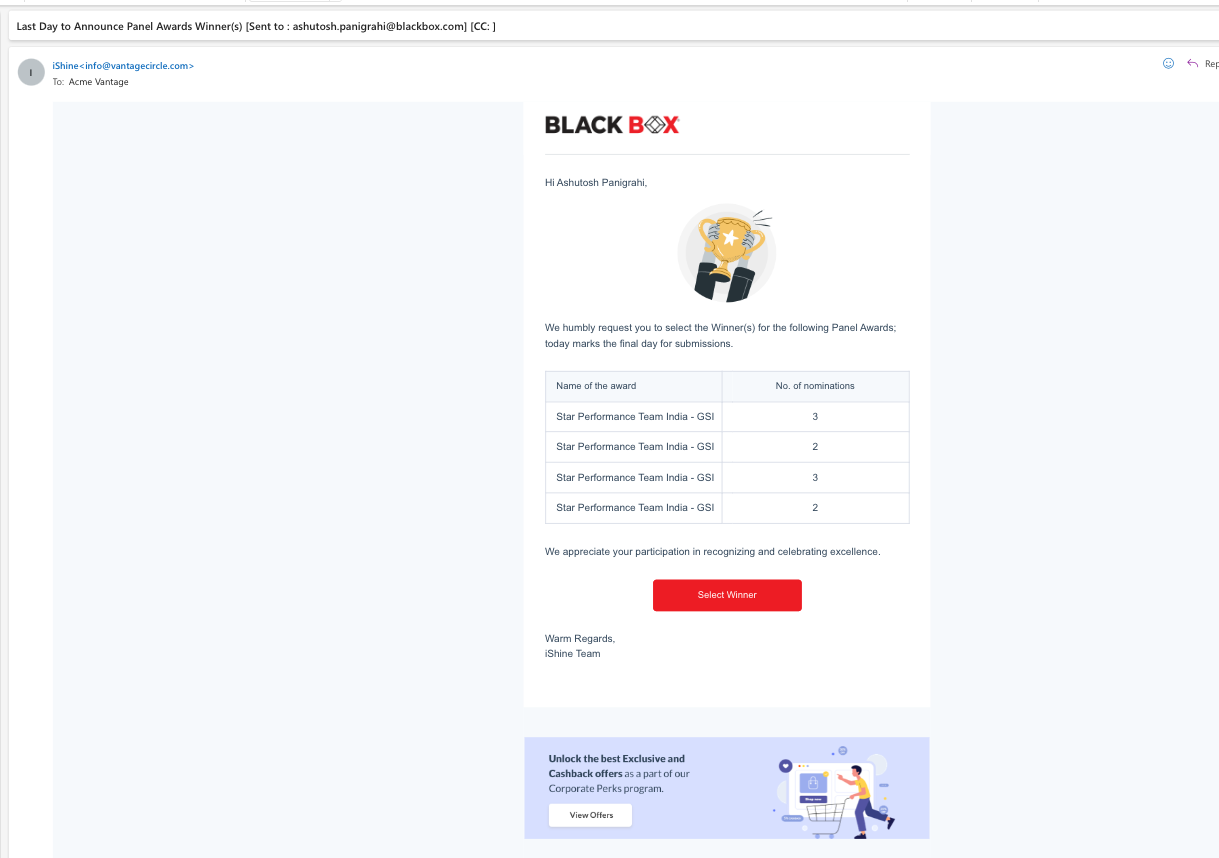 Last Day to Announce Panel Awards Winner(s) [Sent to : ashutosh.panigrahi@blackbox.com] [CC: ]
I
iShine<info@vantagecircle.com>
To: Acme Vantage
Rep
BLACK BOX
Hi Ashutosh Panigrahi,
We humbly request you to select the Winner(s) for the following Panel Awards;
today marks the final day for submissions.
Name of the award No. of nominations
Star Performance Team India - GSI 3
Star Performance Team India - GSI 2
Star Performance Team India - GSI 3
Star Performance Team India - GSI 2
We appreciate your participation in recognizing and celebrating excellence.
Select Winner
Warm Regards,
iShine Team
Unlock the best Exclusive and
Cashback offers as a part of our
Corporate Perks program.
View Offers
Shop now